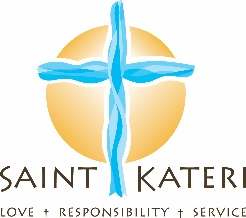 SAINT KATERI
LOVE † RESPONSIBILITY † SERVICE